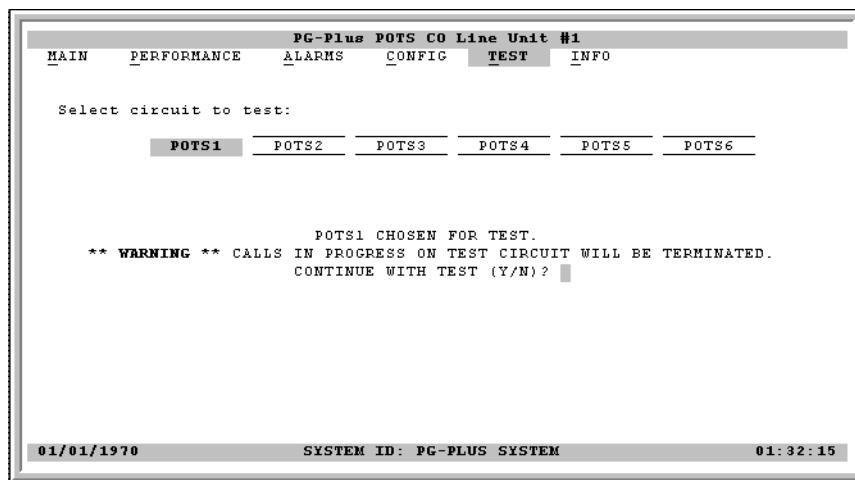 PG-Plus POTS CO Line Unit #1
MAIN PERFORMANCE ALARMS CONFIG TEST INFO
Select circuit to test:
POTS1 POTS2 POTS3 POTS4 POTS5 POTS6
POTS1 CHOSEN FOR TEST.
** WARNING ** CALLS IN PROGRESS ON TEST CIRCUIT WILL BE TERMINATED.
CONTINUE WITH TEST (Y/N)?
01/01/1970 SYSTEM ID: PG-PLUS SYSTEM 01:32:15